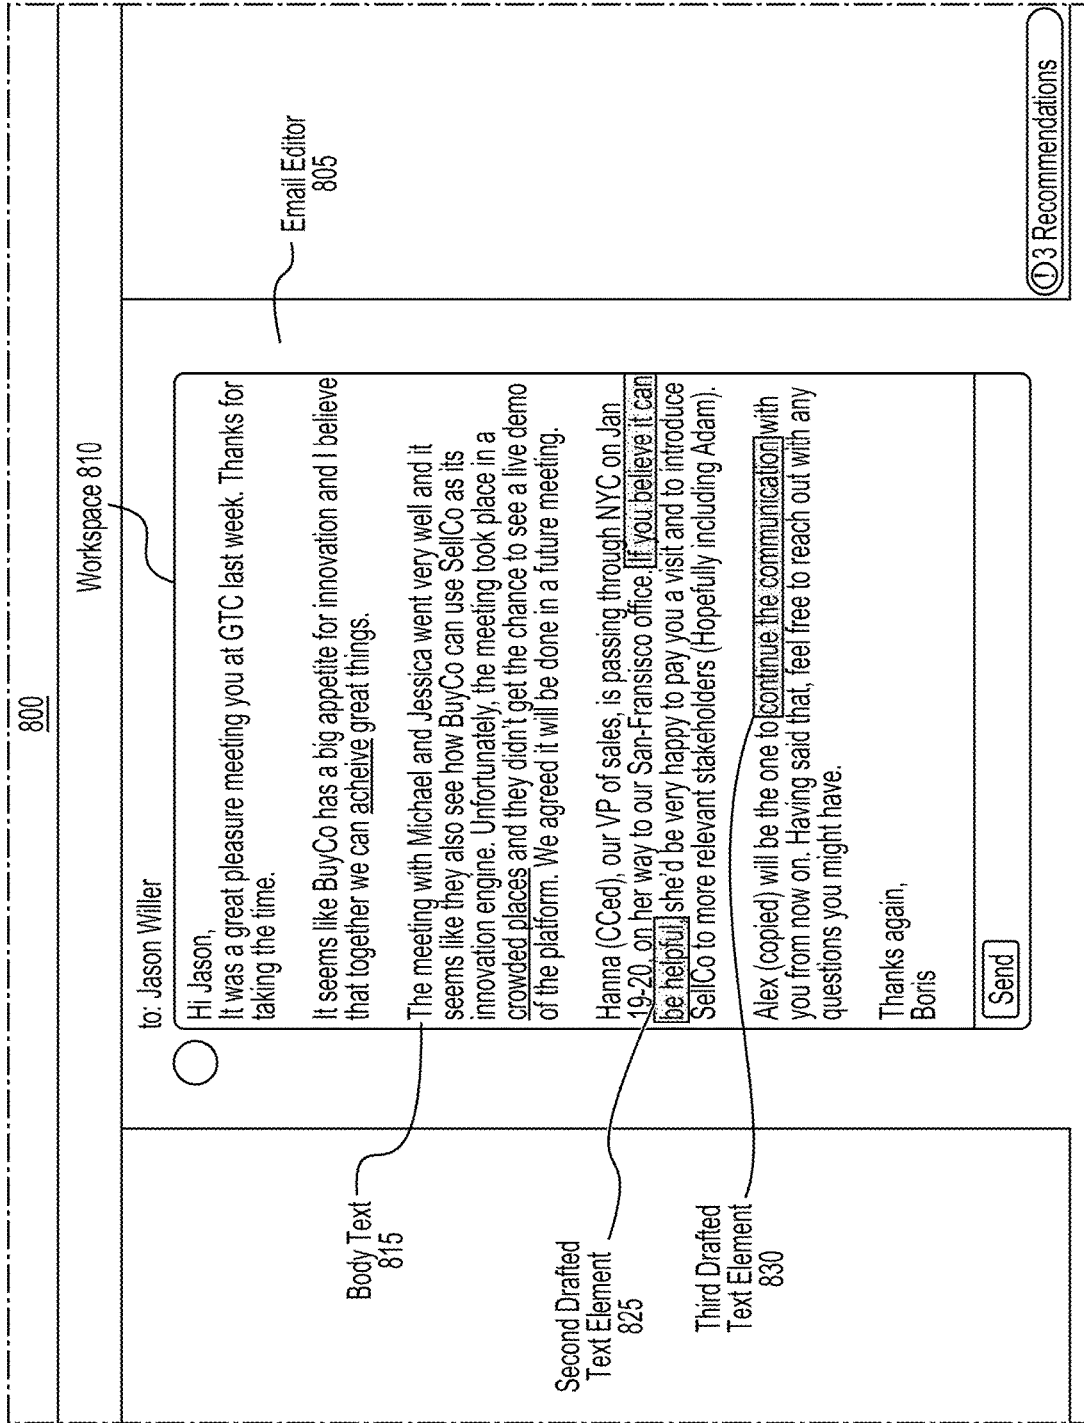 800
Workspace 810
to: Jason Willer
Hi Jason,
It was a great pleasure meeting you at GTC last week. Thanks for
taking the time.
It seems like BuyCo has a big appetite for innovation and I believe
that together we can acheive great things.
The meeting with Michael and Jessica went very well and it
seems like they also see how BuyCo can use SellCo as its
innovation engine. Unfortunately, the meeting took place in a
crowded places and they didn't get the chance to see a live demo
of the platform. We agreed it will be done in a future meeting.
Hanna (CCed), our VP of sales, is passing through NYC on Jan
19-20, on her way to our San-Fransisco office. If you believe it can
be helpful, she'd be very happy to pay you a visit and to introduce
SellCo to more relevant stakeholders (Hopefully including Adam).
Alex (copied) will be the one to continue the communication with
you from now on. Having said that, feel free to reach out with any
questions you might have.
Thanks again,
Boris
Send
Email Editor
805
Body Text
815
Second Drafted
Text Element
825
Third Drafted
Text Element
830
! 3 Recommendations